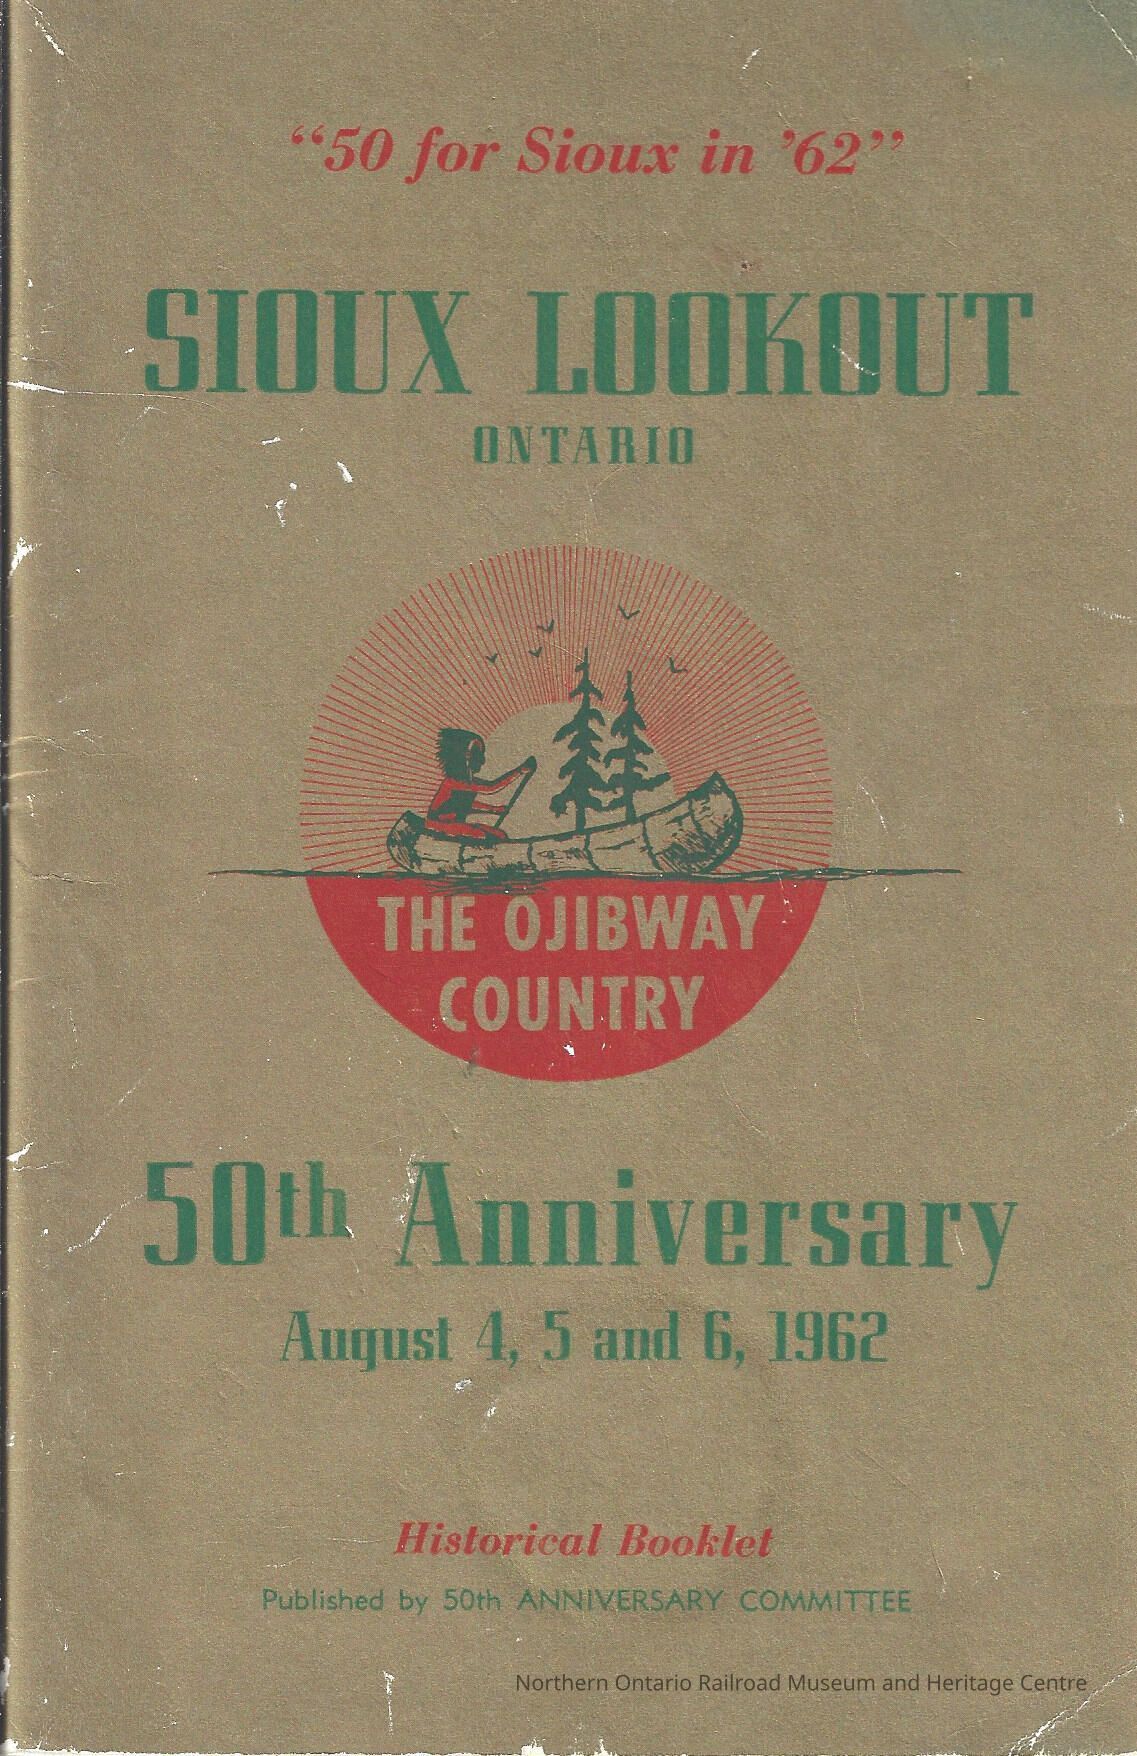 “50 for Sioux in ’62”
SIOUX LOOKOUT
ONTARIO
THE OJIBWAY
COUNTRY
50th Anniversary
August 4, 5 and 6, 1962
Historical Booklet
Published by 50th ANNIVERSARY COMMITTEE
Northern Ontario Railroad Museum and Heritage Centre